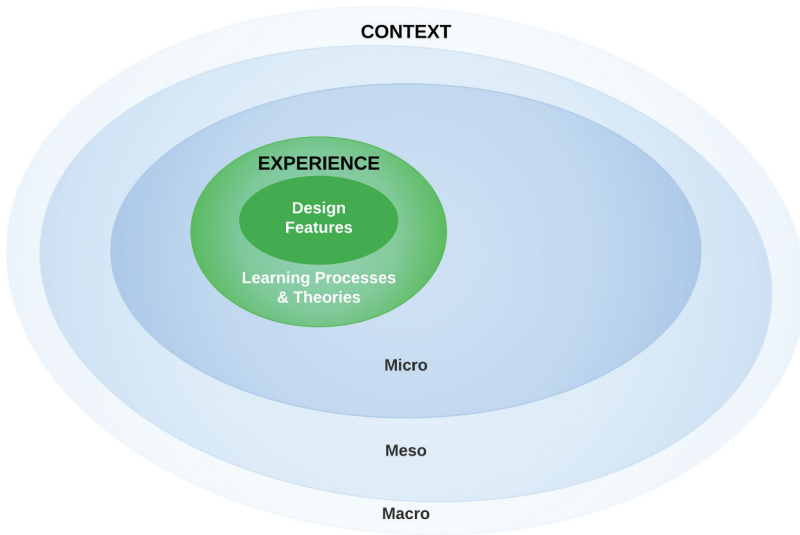 CONTEXT
EXPERIENCE
Design
Features
Learning Processes
& Theories
Micro
Meso
Macro